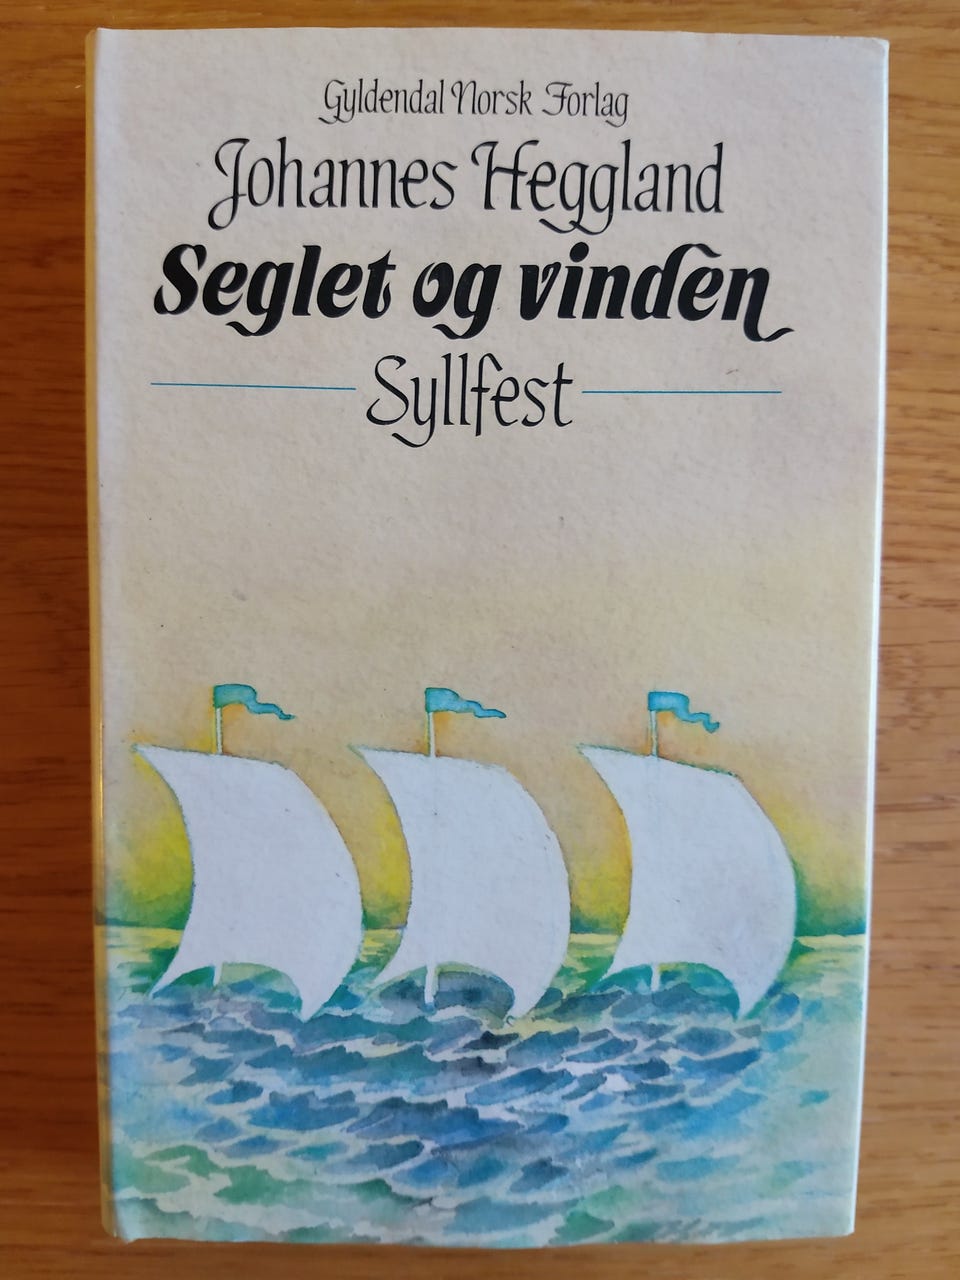 Gyldendal Norsk Forlag
Johannes Heggland
Seglet og vinden
Syllfest